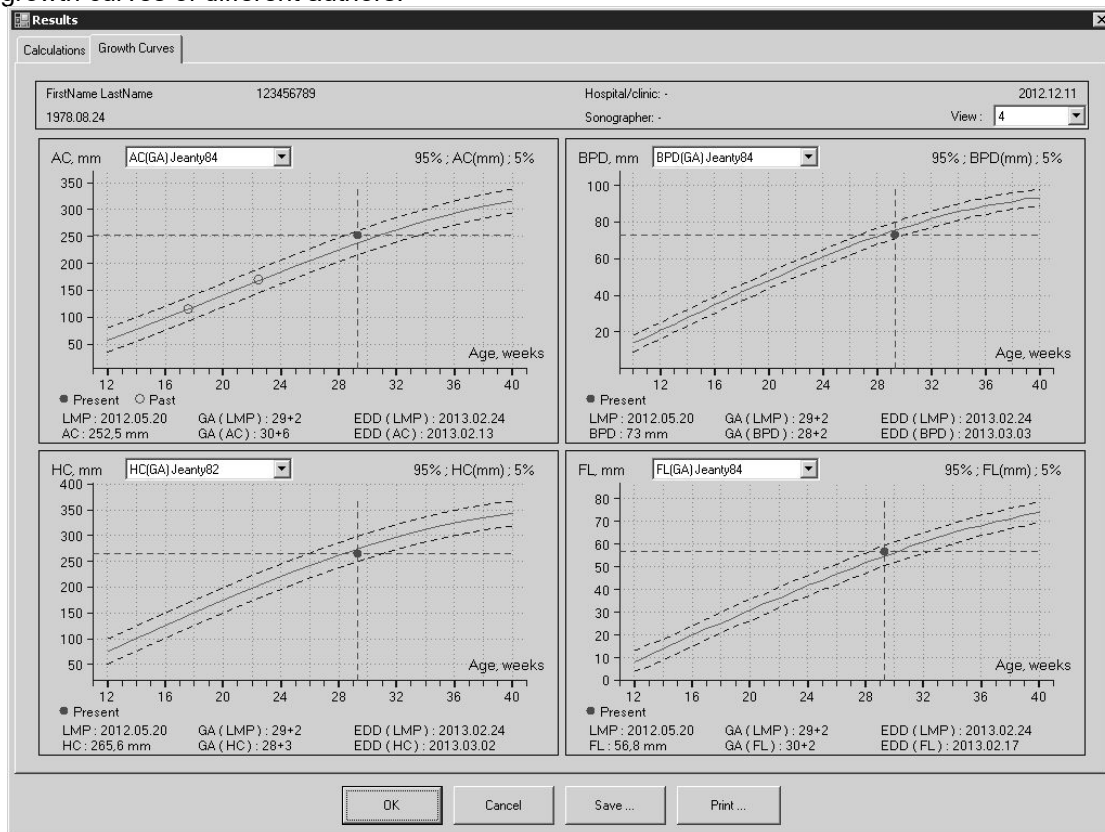 growth curves of different authors.
Results
Calculations Growth Curves
FirstName LastName 123456789 Hospital/clinic: - 2012.12.11
1978.08.24 Sonographer: - View : 4
AC, mm AC(GA) Jeanty84 95% ; AC(mm) ; 5%
350
300
250
200
150
100
50
Age, weeks
12 16 20 24 28 32 36 40
Present Past
LMP : 2012.05.20 GA ( LMP ) : 29+2 EDD ( LMP ) : 2013.02.24
AC : 252,5 mm GA ( AC ) : 30+6 EDD ( AC ) : 2013.02.13
BPD, mm BPD(GA) Jeanty84 95% ; BPD(mm) ; 5%
100
80
60
40
20
Age, weeks
12 16 20 24 28 32 36 40
Present
LMP : 2012.05.20 GA ( LMP ) : 29+2 EDD ( LMP ) : 2013.02.24
BPD : 73 mm GA ( BPD ) : 28+2 EDD ( BPD ) : 2013.03.03
HC, mm HC(GA) Jeanty82 95% ; HC(mm) ; 5%
400
350
300
250
200
150
100
50
Age, weeks
12 16 20 24 28 32 36 40
Present
LMP : 2012.05.20 GA ( LMP ) : 29+2 EDD ( LMP ) : 2013.02.24
HC : 265,6 mm GA ( HC ) : 28+3 EDD ( HC ) : 2013.03.02
FL, mm FL(GA) Jeanty84 95% ; FL(mm) ; 5%
80
70
60
50
40
30
20
10
0
Age, weeks
12 16 20 24 28 32 36 40
Present
LMP : 2012.05.20 GA ( LMP ) : 29+2 EDD ( LMP ) : 2013.02.24
FL : 56,8 mm GA ( FL ) : 30+2 EDD ( FL ) : 2013.02.17
OK Cancel Save ... Print ...